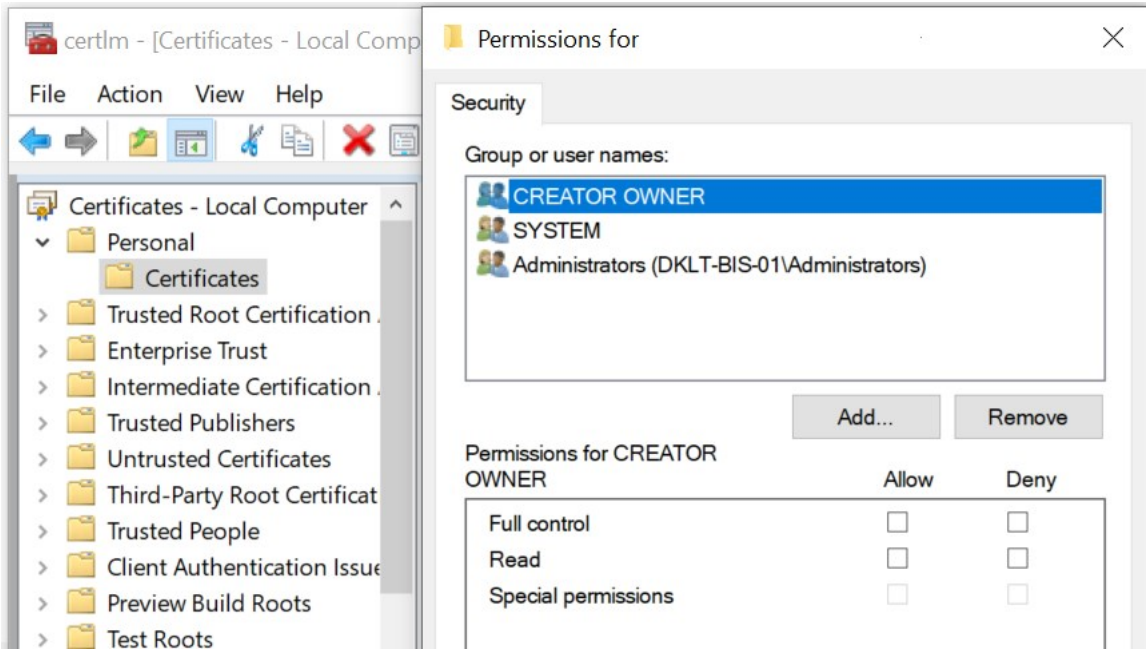 certlm - [Certificates - Local Comp
File Action View Help
Certificates - Local Computer
Personal
Certificates
Trusted Root Certification
Enterprise Trust
Intermediate Certification
Trusted Publishers
Untrusted Certificates
Third-Party Root Certificat
Trusted People
Client Authentication Issue
Preview Build Roots
Test Roots
Permissions for
Security
Group or user names:
CREATOR OWNER
SYSTEM
Administrators (DKLT-BIS-01\Administrators)
Add... Remove
Permissions for CREATOR
OWNER Allow Deny
Full control
Read
Special permissions